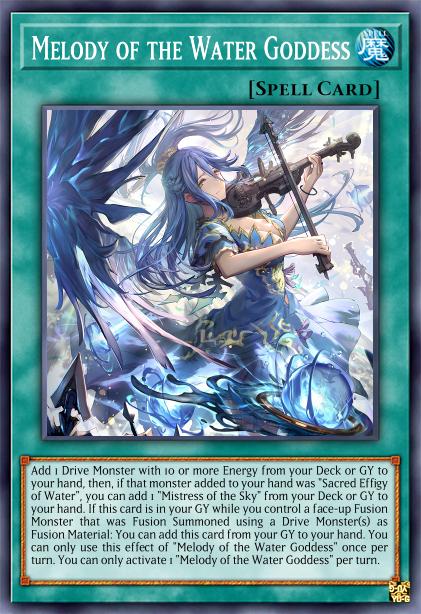 MELODY OF THE WATER GODDESS
SPELL
魔
[SPELL CARD]
Add 1 Drive Monster with 10 or more Energy from your Deck or GY to
your hand, then, if that monster added to your hand was "Sacred Effigy
of Water", you can add 1 "Mistress of the Sky" from your Deck or GY to
your hand. If this card is in your GY while you control a face-up Fusion
Monster that was Fusion Summoned using a Drive Monster(s) as
Fusion Material: You can add this card from your GY to your hand. You
can only use this effect of "Melody of the Water Goddess" once per
turn. You can only activate 1 "Melody of the Water Goddess" per turn.